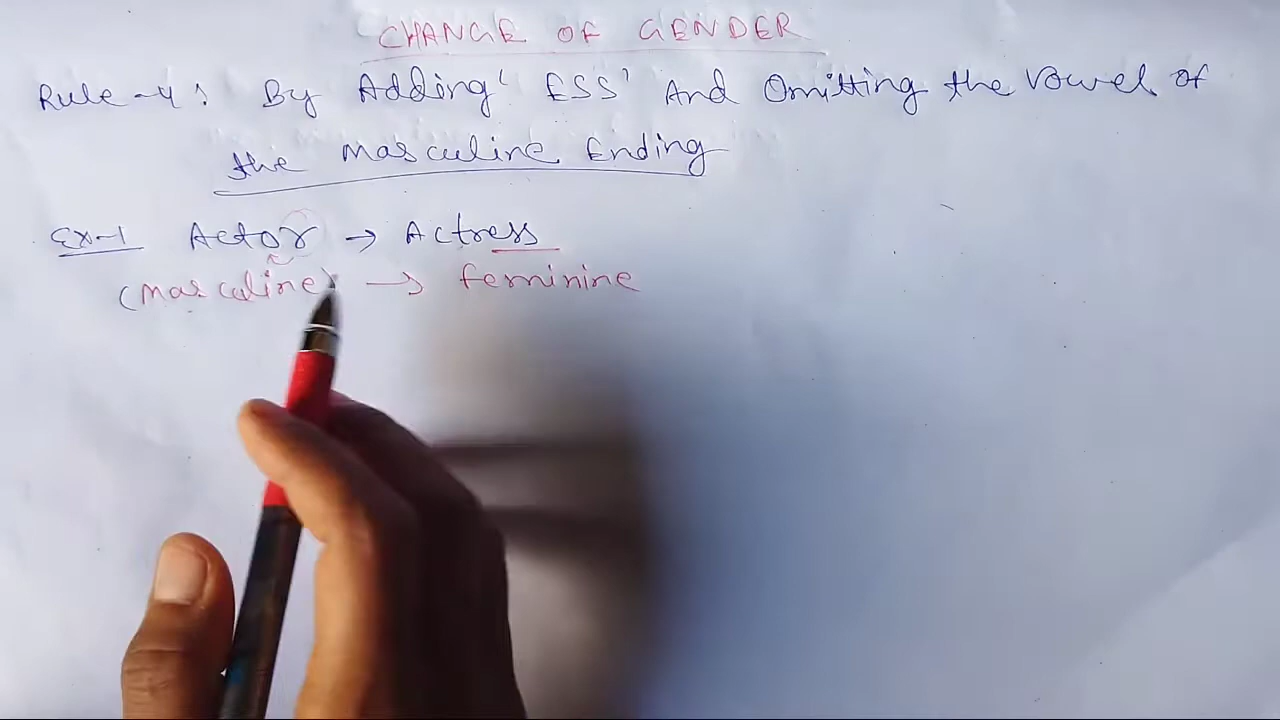 CHANGE OF GENDER
Rule-4: By Adding 'ESS' And Omitting the vowel of
the Masculine Ending
Ex-1 Actor → Actress
(Masculine) → feminine